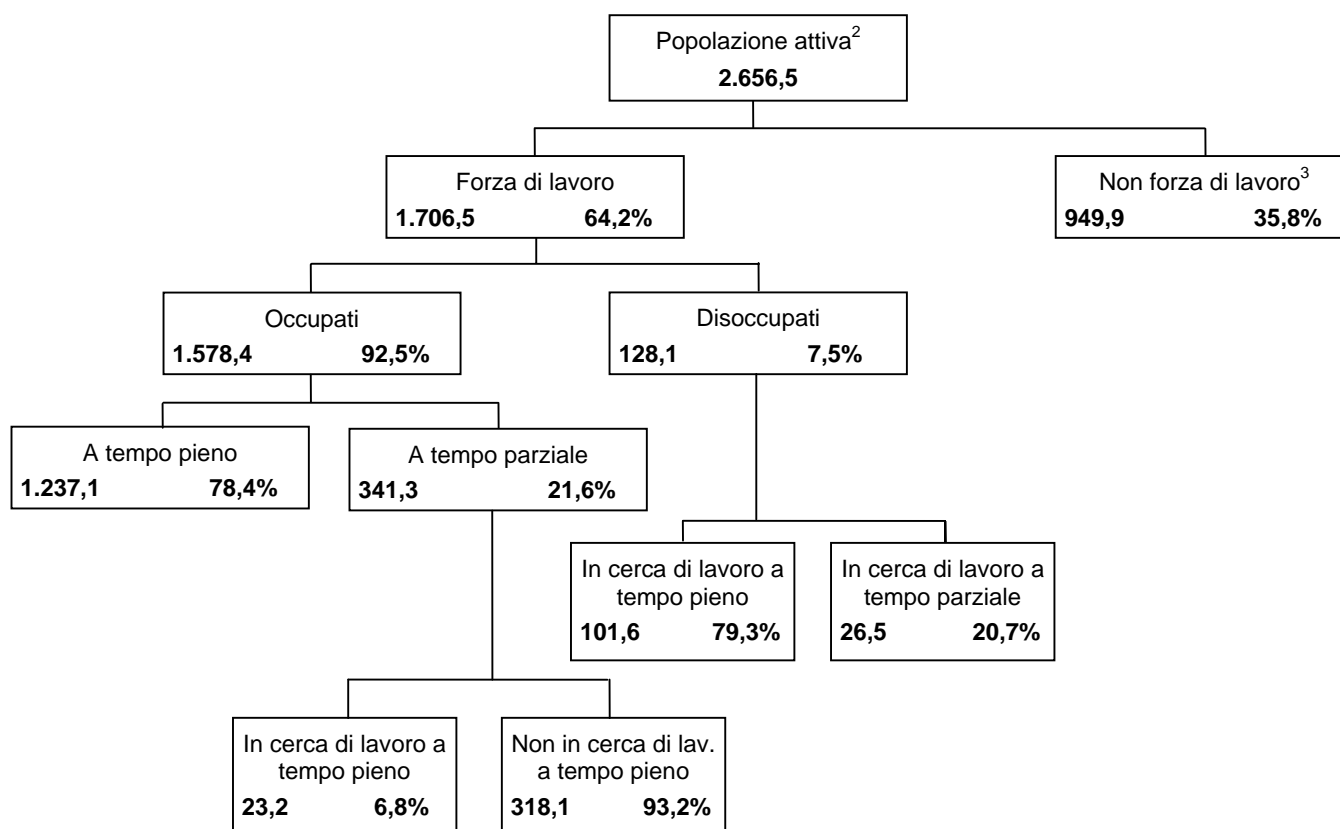 Popolazione attiva²
2.656,5
Forza di lavoro
1.706,5 64,2%
Non forza di lavoro³
949,9 35,8%
Occupati
1.578,4 92,5%
Disoccupati
128,1 7,5%
A tempo pieno
1.237,1 78,4%
A tempo parziale
341,3 21,6%
In cerca di lavoro a
tempo pieno
101,6 79,3%
In cerca di lavoro a
tempo parziale
26,5 20,7%
In cerca di lavoro a
tempo pieno
23,2 6,8%
Non in cerca di lav.
a tempo pieno
318,1 93,2%